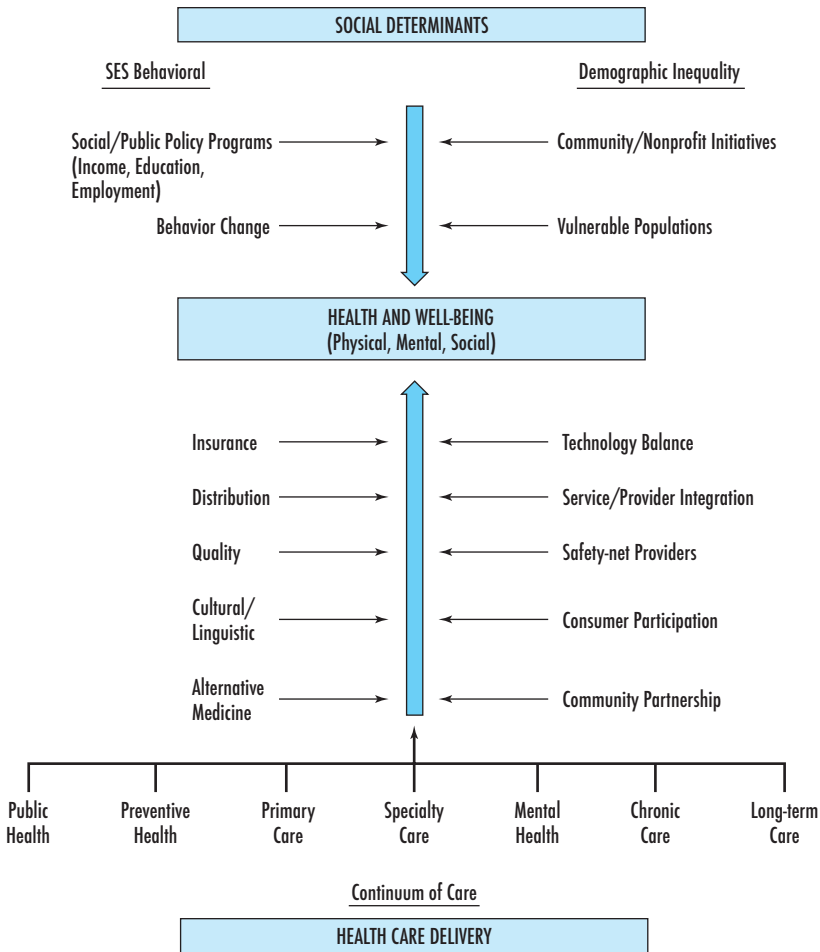 SOCIAL DETERMINANTS
SES Behavioral
Demographic Inequality
Social/Public Policy Programs
(Income, Education,
Employment)
Community/Nonprofit Initiatives
Behavior Change
Vulnerable Populations
HEALTH AND WELL-BEING
(Physical, Mental, Social)
Insurance
Technology Balance
Distribution
Service/Provider Integration
Quality
Safety-net Providers
Cultural/
Linguistic
Consumer Participation
Alternative
Medicine
Community Partnership
Public
Health
Preventive
Health
Primary
Care
Specialty
Care
Mental
Health
Chronic
Care
Long-term
Care
Continuum of Care
HEALTH CARE DELIVERY